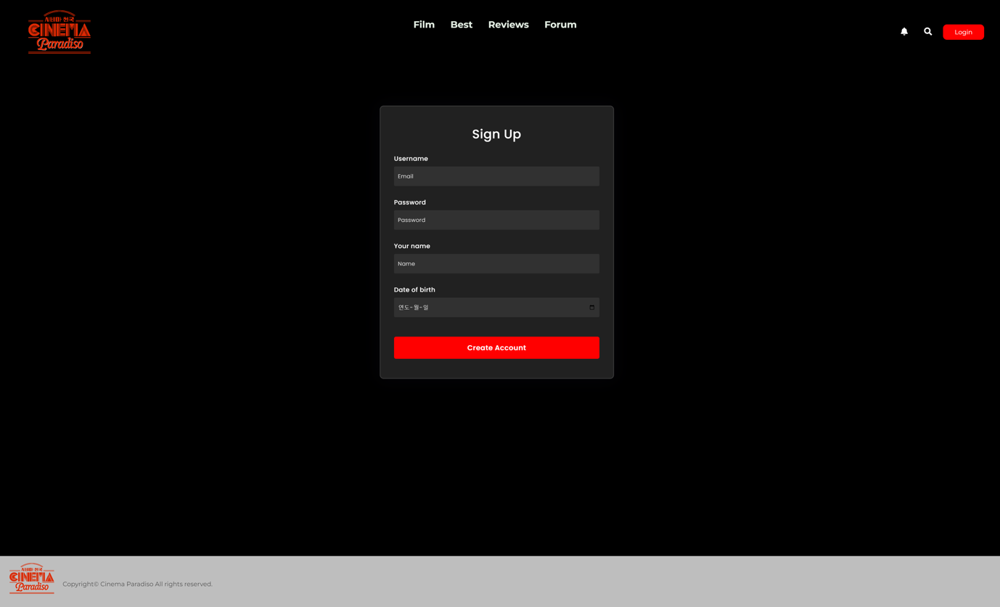 시네마 천국
CINEMA
Paradiso
Film Best Reviews Forum
Login
Sign Up
Username
Email
Password
Password
Your name
Name
Date of birth
연도-월-일
Create Account
시네마 천국
CINEMA
Paradiso
Copyright© Cinema Paradiso All rights reserved.